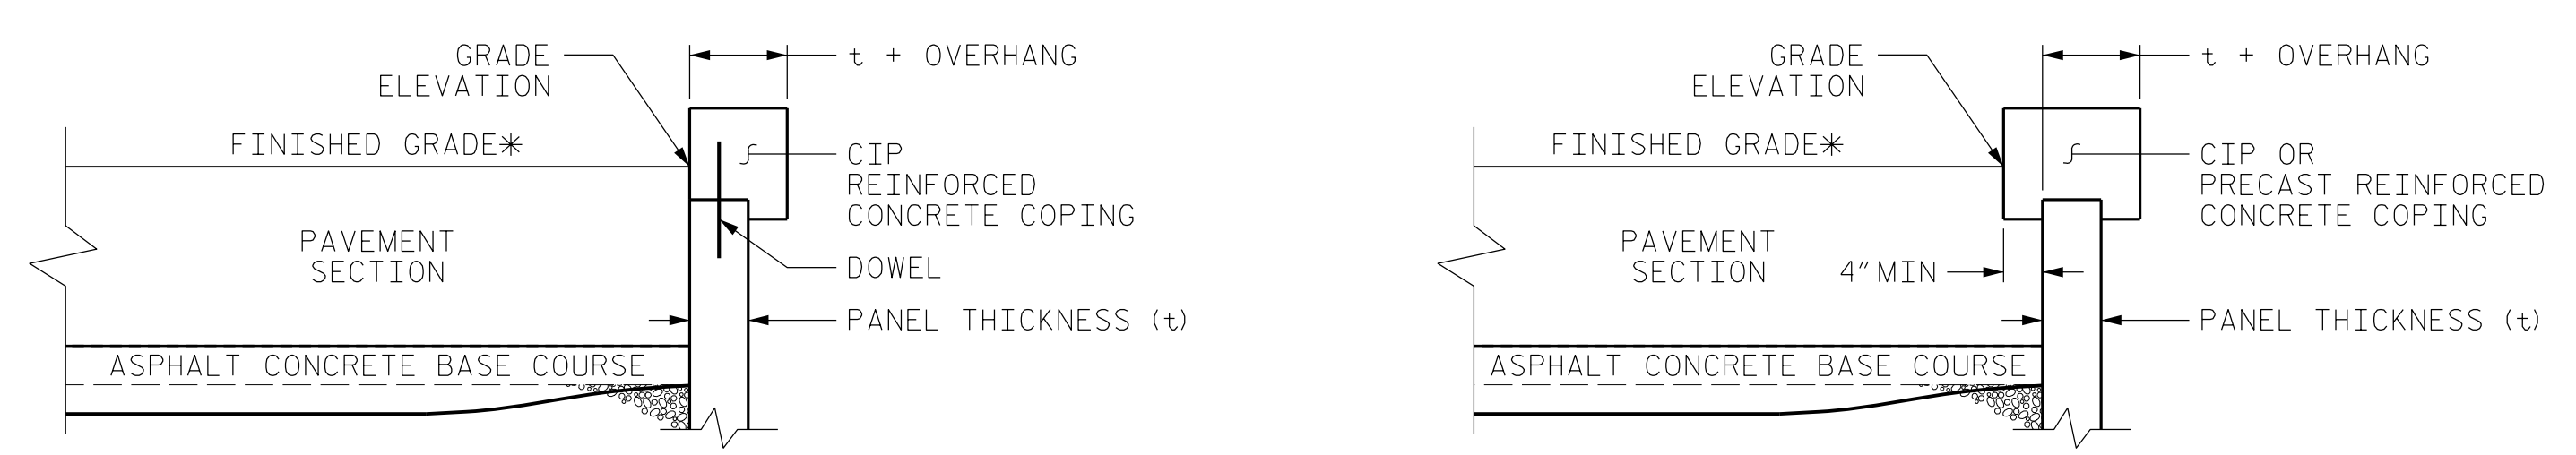 GRADE
ELEVATION
t + OVERHANG
FINISHED GRADE*
CIP
REINFORCED
CONCRETE COPING
PAVEMENT
SECTION
DOWEL
PANEL THICKNESS (t)
ASPHALT CONCRETE BASE COURSE
GRADE
ELEVATION
t + OVERHANG
FINISHED GRADE*
CIP OR
PRECAST REINFORCED
CONCRETE COPING
PAVEMENT
SECTION
4" MIN
PANEL THICKNESS (t)
ASPHALT CONCRETE BASE COURSE